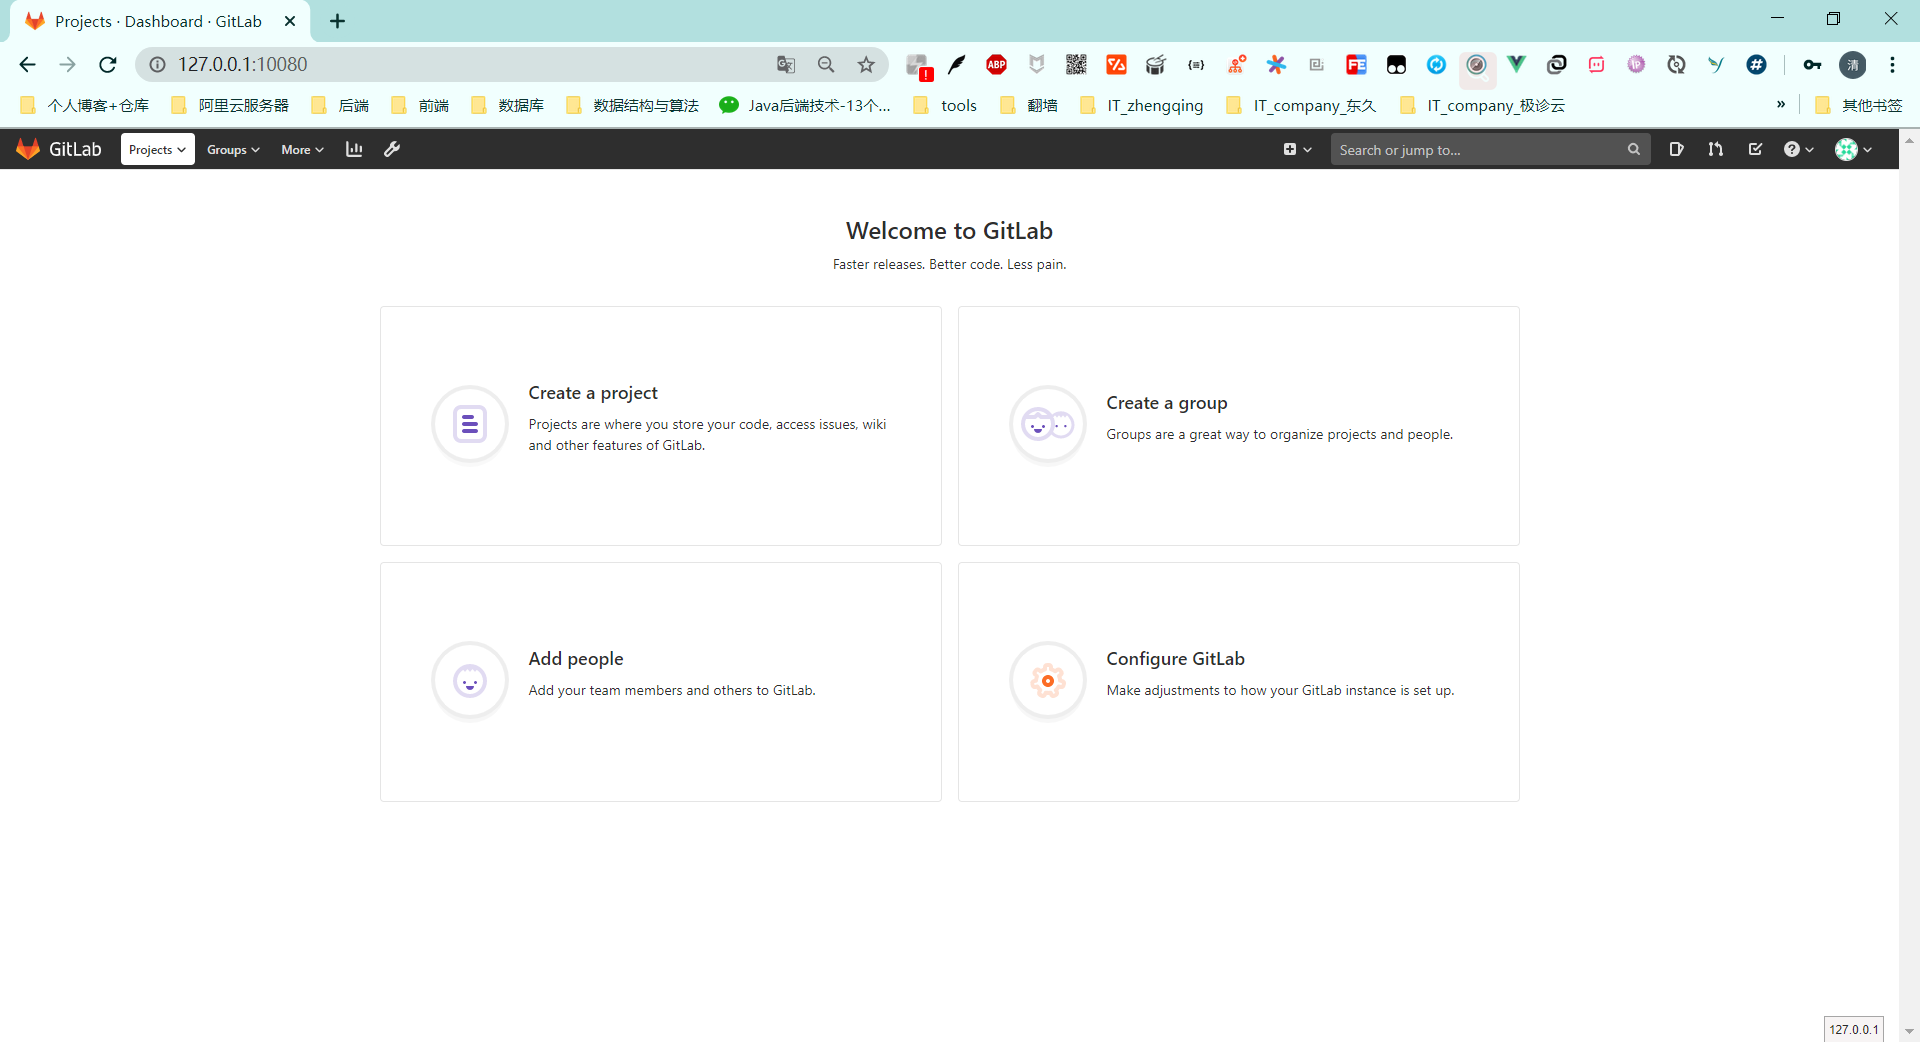 Projects · Dashboard · GitLab
127.0.0.1:10080
ABP
FE
清
个人博客+仓库 阿里云服务器 后端 前端 数据库 数据结构与算法 Java后端技术-13个... tools 翻墙 IT_zhengqing IT_company_东久 IT_company_极诊云 » 其他书签
GitLab Projects Groups More Search or jump to...
Welcome to GitLab
Faster releases. Better code. Less pain.
Create a project
Projects are where you store your code, access issues, wiki
and other features of GitLab.
Create a group
Groups are a great way to organize projects and people.
Add people
Add your team members and others to GitLab.
Configure GitLab
Make adjustments to how your GitLab instance is set up.
127.0.0.1